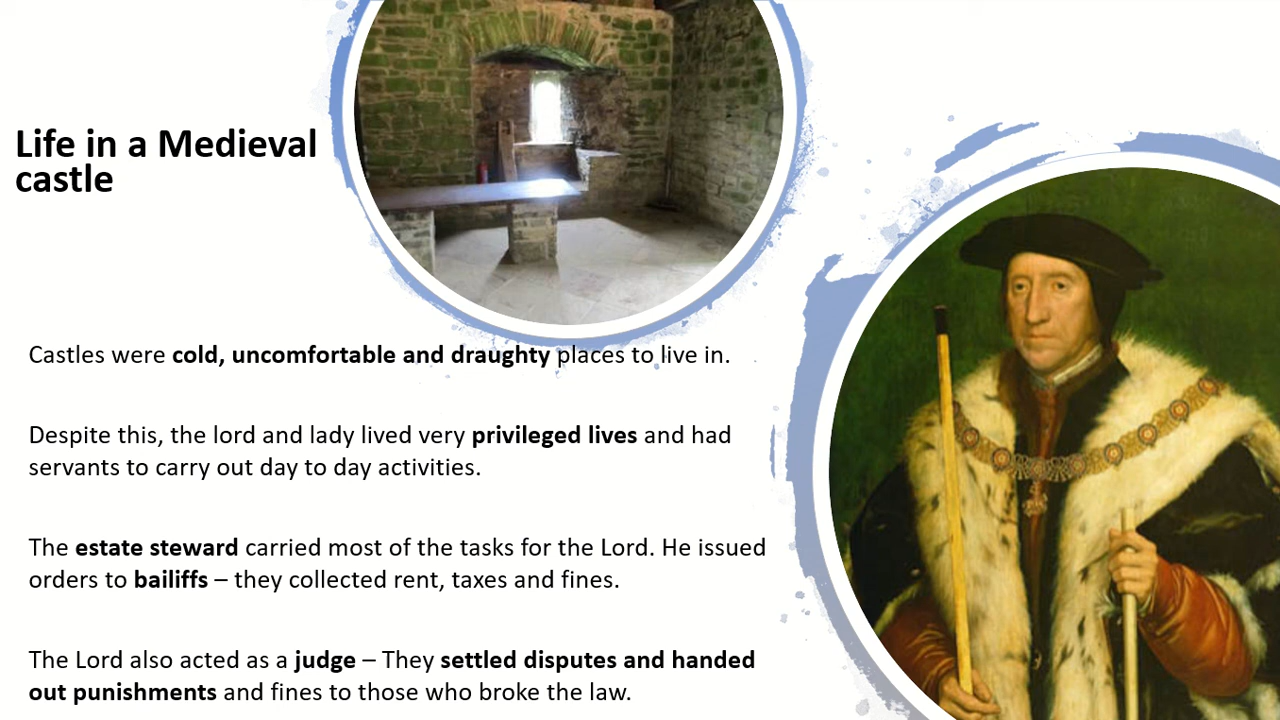 Life in a Medieval
castle
Castles were cold, uncomfortable and draughty places to live in.
Despite this, the lord and lady lived very privileged lives and had
servants to carry out day to day activities.
The estate steward carried most of the tasks for the Lord. He issued
orders to bailiffs – they collected rent, taxes and fines.
The Lord also acted as a judge – They settled disputes and handed
out punishments and fines to those who broke the law.